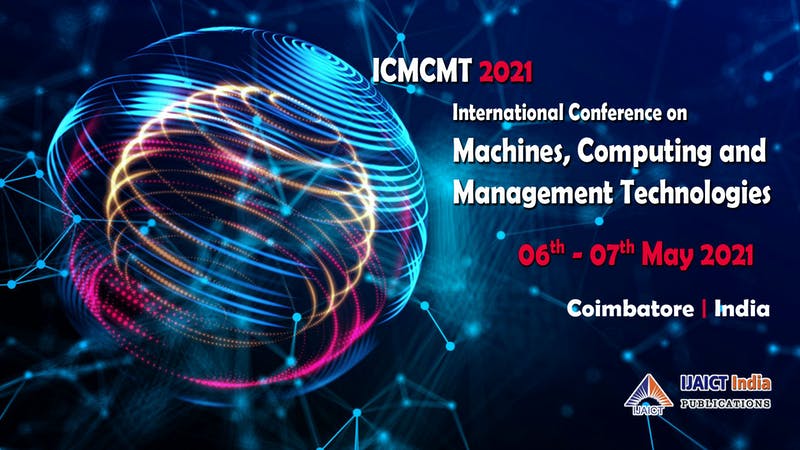 ICMCMT 2021
International Conference on
Machines, Computing and
Management Technologies
06th - 07th May 2021
Coimbatore | India
IJAICT India
PUBLICATIONS
IJAICT